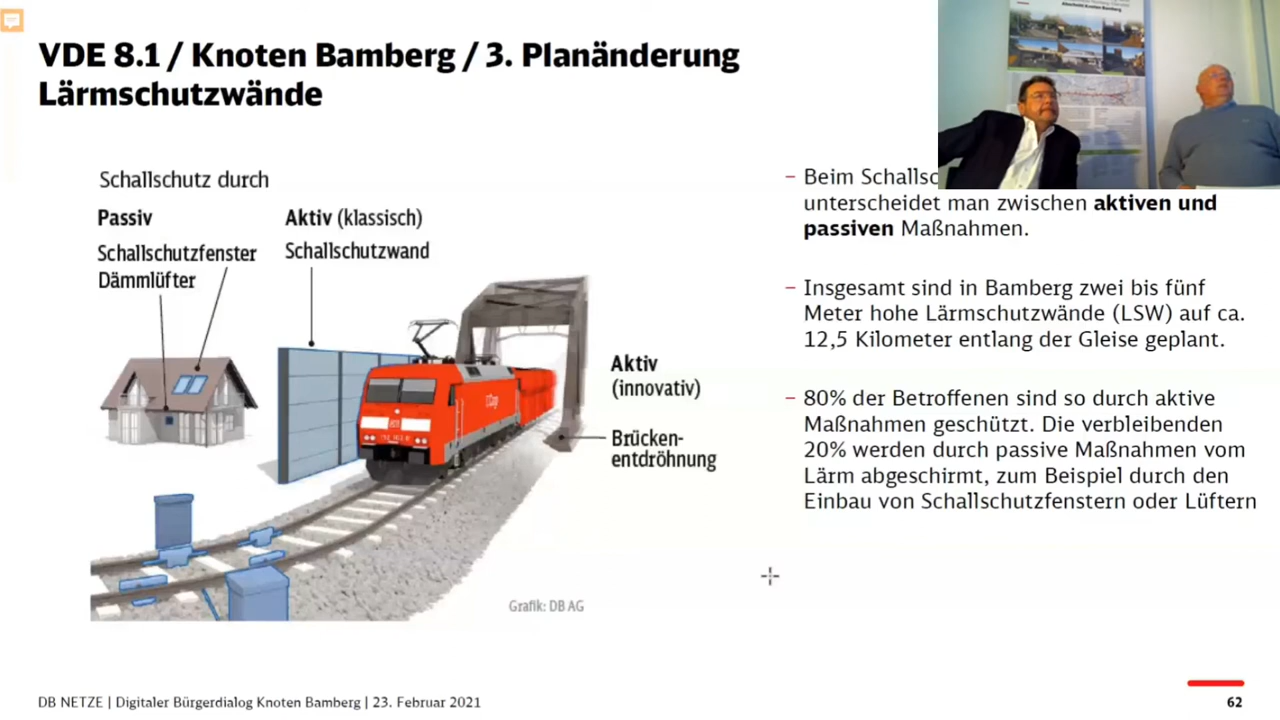 VDE 8.1 / Knoten Bamberg / 3. Planänderung
Lärmschutzwände
Schallschutz durch
Passiv
Schallschutzfenster
Dämmlüfter
Aktiv (klassisch)
Schallschutzwand
Aktiv
(innovativ)
Brücken-
entdröhnung
Grafik: DB AG
– Beim Schallsc
unterscheidet man zwischen aktiven und
passiven Maßnahmen.
– Insgesamt sind in Bamberg zwei bis fünf
Meter hohe Lärmschutzwände (LSW) auf ca.
12,5 Kilometer entlang der Gleise geplant.
– 80% der Betroffenen sind so durch aktive
Maßnahmen geschützt. Die verbleibenden
20% werden durch passive Maßnahmen vom
Lärm abgeschirmt, zum Beispiel durch den
Einbau von Schallschutzfenstern oder Lüftern
Abschnitt Knoten Bamberg
DB NETZE | Digitaler Bürgerdialog Knoten Bamberg | 23. Februar 2021
62